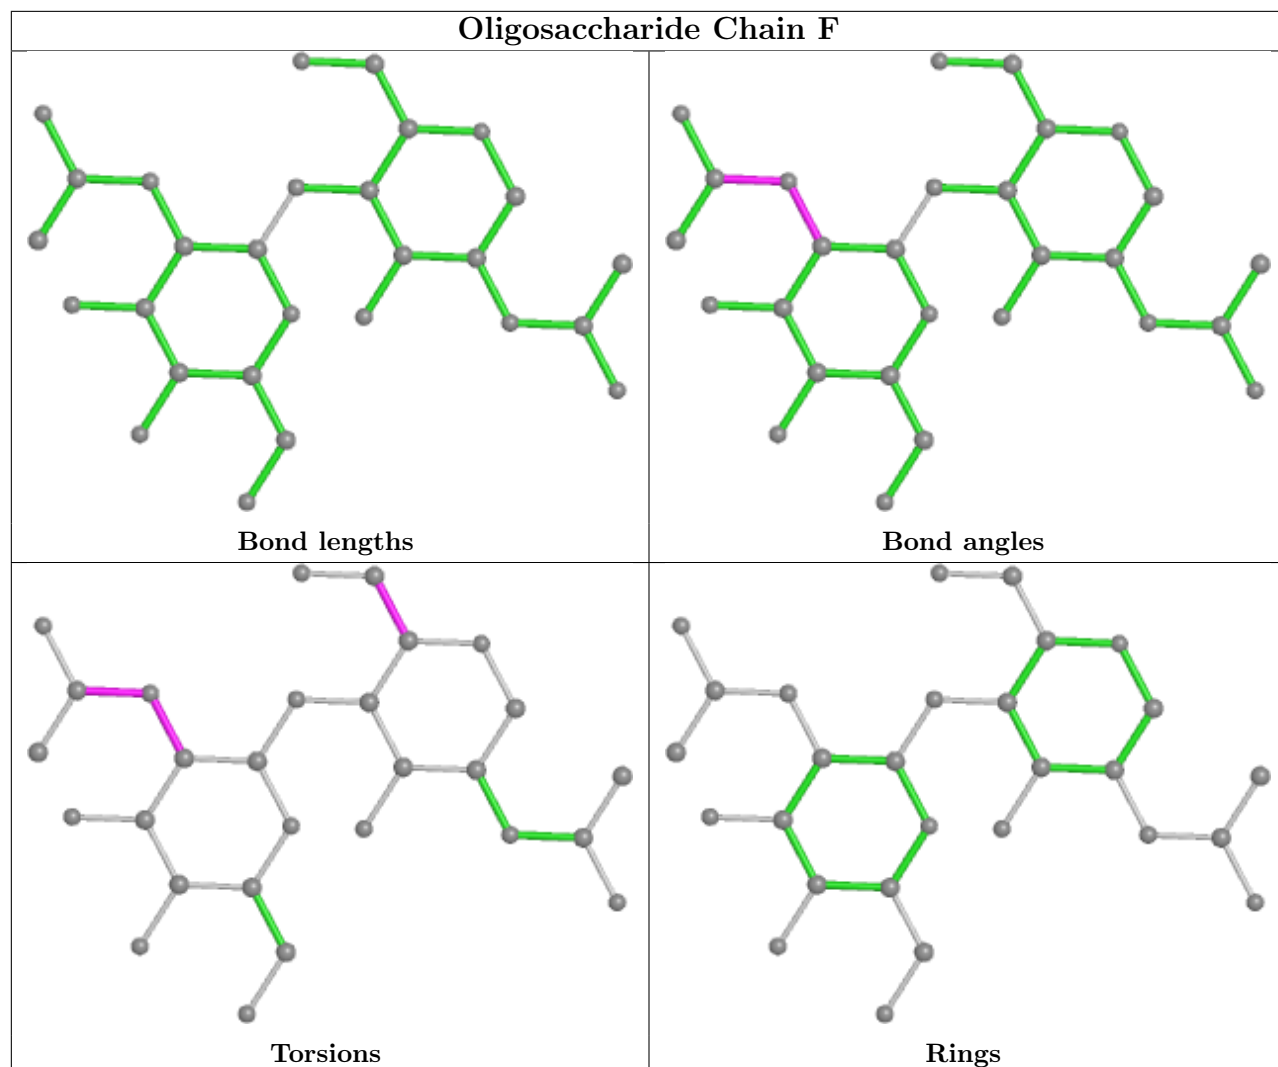 Oligosaccharide Chain F
Bond lengths
Bond angles
Torsions
Rings